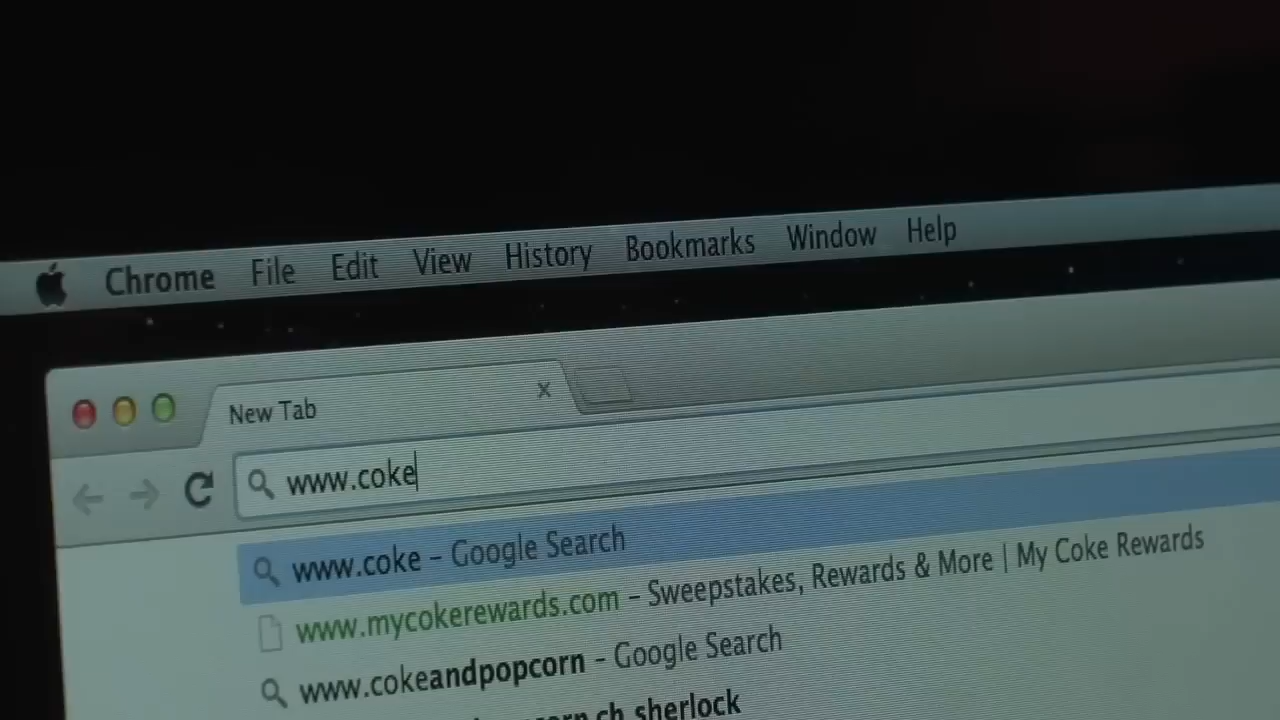 Chrome File Edit View History Bookmarks Window Help
New Tab
www.coke
www.coke – Google Search
www.mycokerewards.com – Sweepstakes, Rewards & More | My Coke Rewards
www.cokeandpopcorn – Google Search
ch sherlock